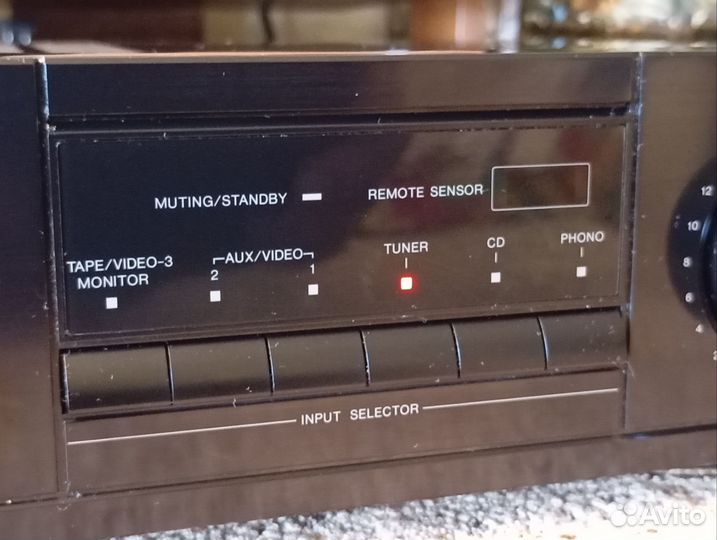 MUTING/STANDBY
REMOTE SENSOR
TAPE/VIDEO-3
MONITOR
AUX/VIDEO
2
1
TUNER
CD
PHONO
INPUT SELECTOR
12
10
8
6
4
2
Avito